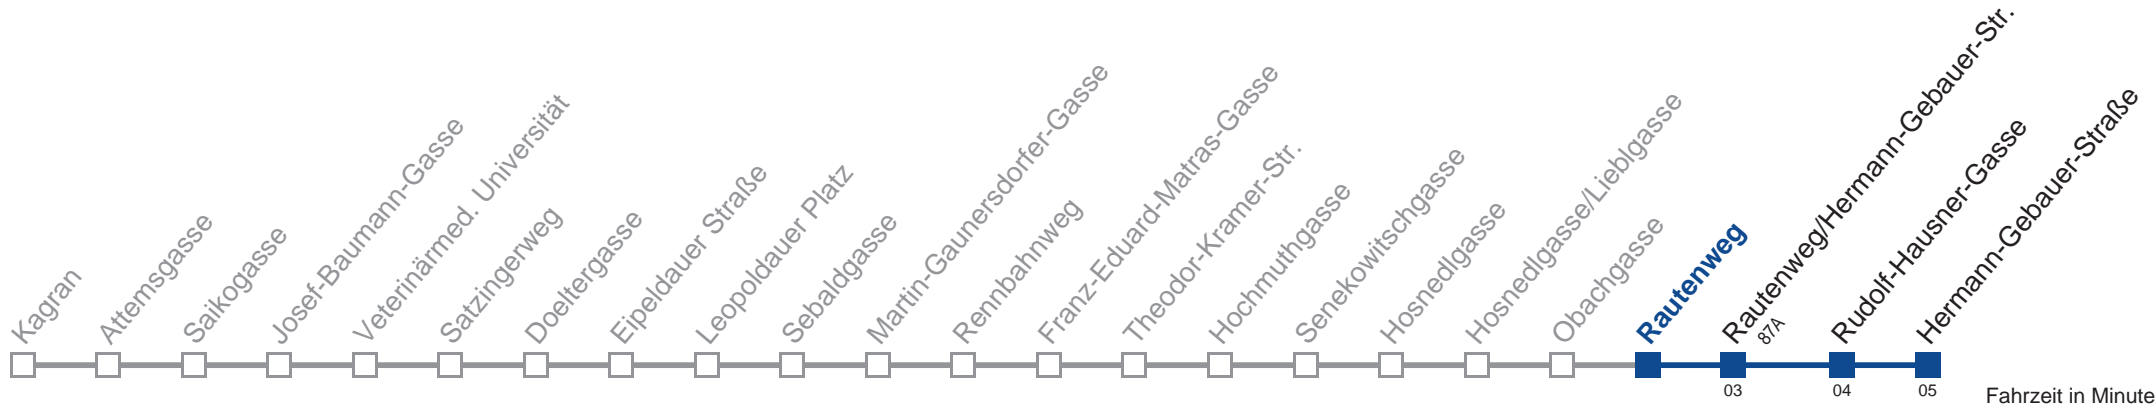 Kagran
Attemsgasse
Saikogasse
Josef-Baumann-Gasse
Veterinärmed. Universität
Satzingerweg
Doeltergasse
Eipeldauer Straße
Leopoldauer Platz
Sebaldgasse
Martin-Gaunersdorfer-Gasse
Rennbahnweg
Franz-Eduard-Matras-Gasse
Theodor-Kramer-Str.
Hochmuthgasse
Senekowitschgasse
Hosnedlgasse
Hosnedlgasse/Lieblgasse
Obachgasse
Rautenweg
Rautenweg/Hermann-Gebauer-Str.
87A
Rudolf-Hausner-Gasse
Hermann-Gebauer-Straße
03
04
05
Fahrzeit in Minute